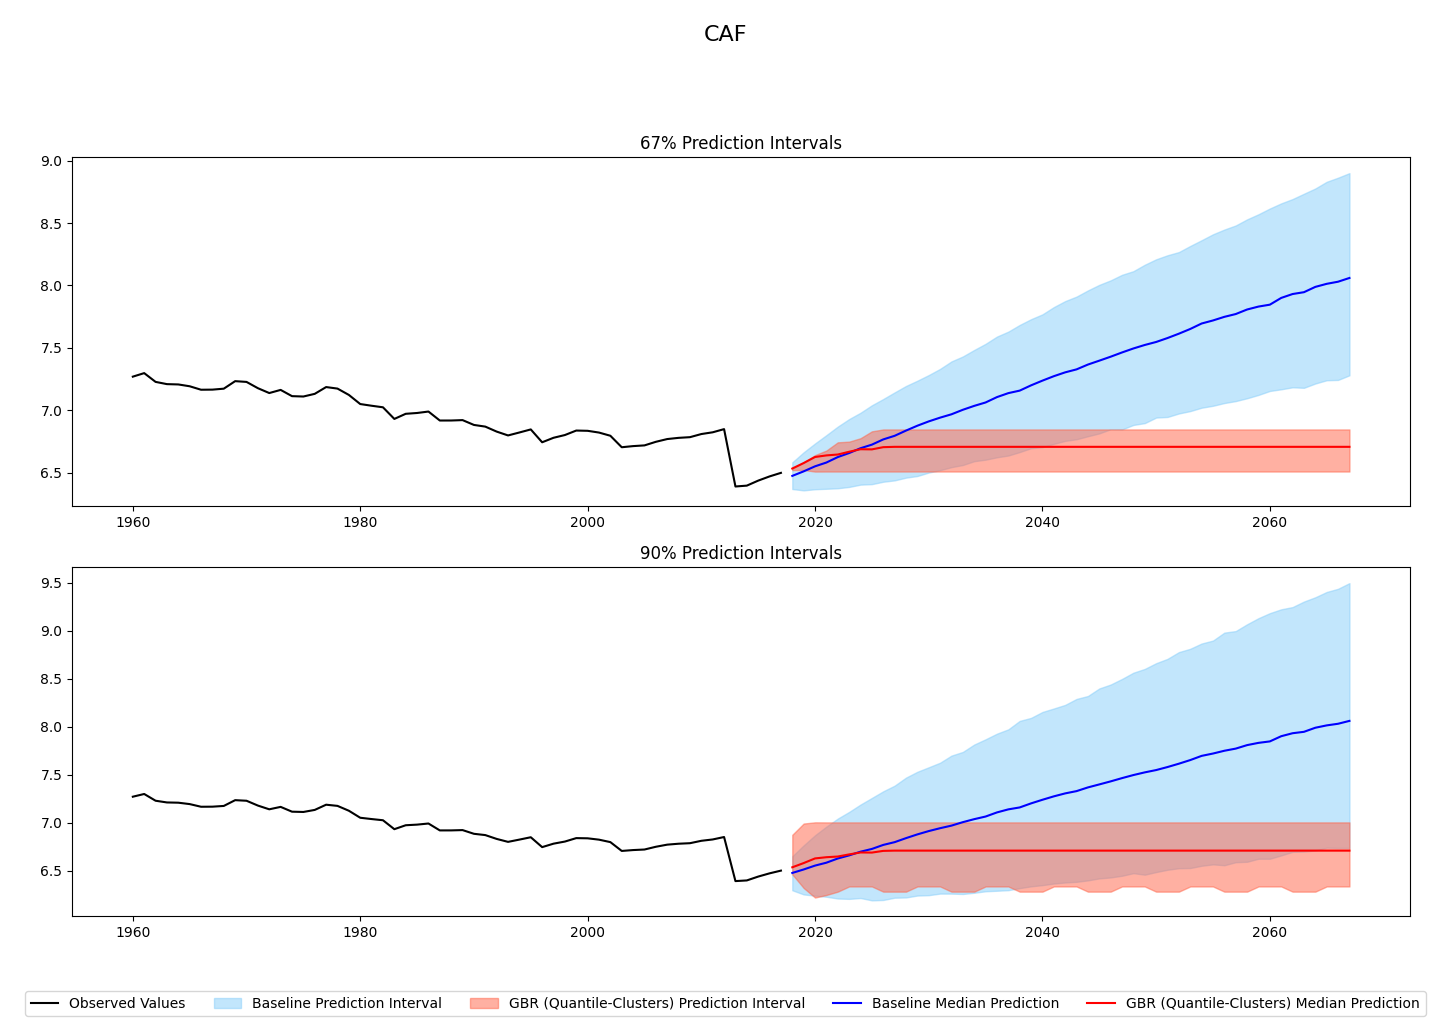 CAF
67% Prediction Intervals
9.0
8.5
8.0
7.5
7.0
6.5
1960 1980 2000 2020 2040 2060
90% Prediction Intervals
9.5
9.0
8.5
8.0
7.5
7.0
6.5
1960 1980 2000 2020 2040 2060
Observed Values Baseline Prediction Interval GBR (Quantile-Clusters) Prediction Interval Baseline Median Prediction GBR (Quantile-Clusters) Median Prediction